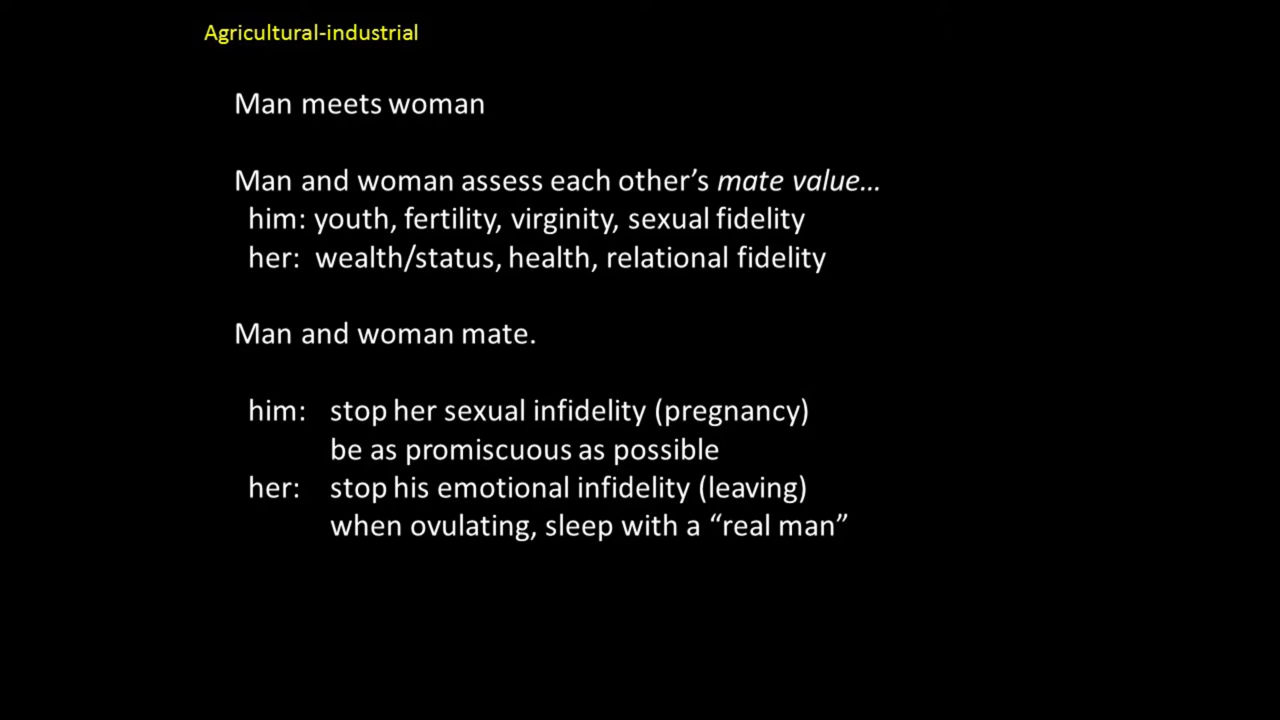 Agricultural-industrial
Man meets woman
Man and woman assess each other’s mate value...
him: youth, fertility, virginity, sexual fidelity
her: wealth/status, health, relational fidelity
Man and woman mate.
him: stop her sexual infidelity (pregnancy)
be as promiscuous as possible
her: stop his emotional infidelity (leaving)
when ovulating, sleep with a “real man”